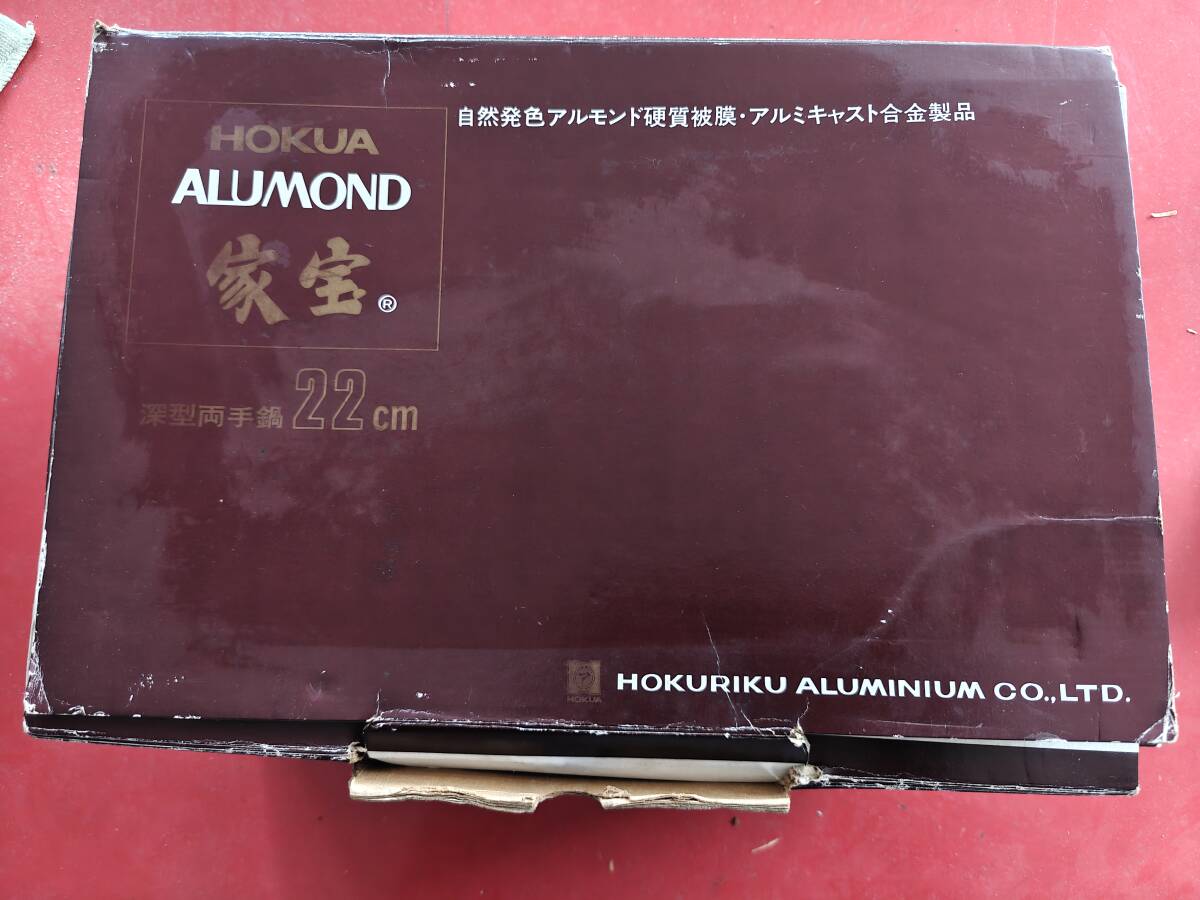 HOKUA
ALUMOND
家宝®
深型両手鍋 22cm
自然発色アルモンド硬質被膜・アルミキャスト合金製品
HOKUA
HOKURIKU ALUMINIUM CO.,LTD.